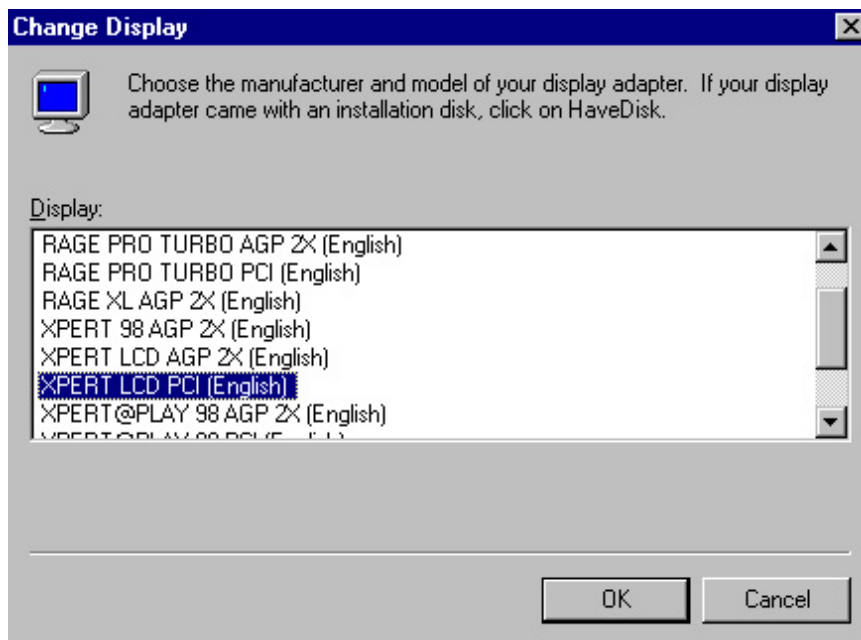 Change Display
Choose the manufacturer and model of your display adapter. If your display
adapter came with an installation disk, click on HaveDisk.
Display:
RAGE PRO TURBO AGP 2X (English)
RAGE PRO TURBO PCI (English)
RAGE XL AGP 2X (English)
XPERT 98 AGP 2X (English)
XPERT LCD AGP 2X (English)
XPERT LCD PCI (English)
XPERT@PLAY 98 AGP 2X (English)
OK
Cancel